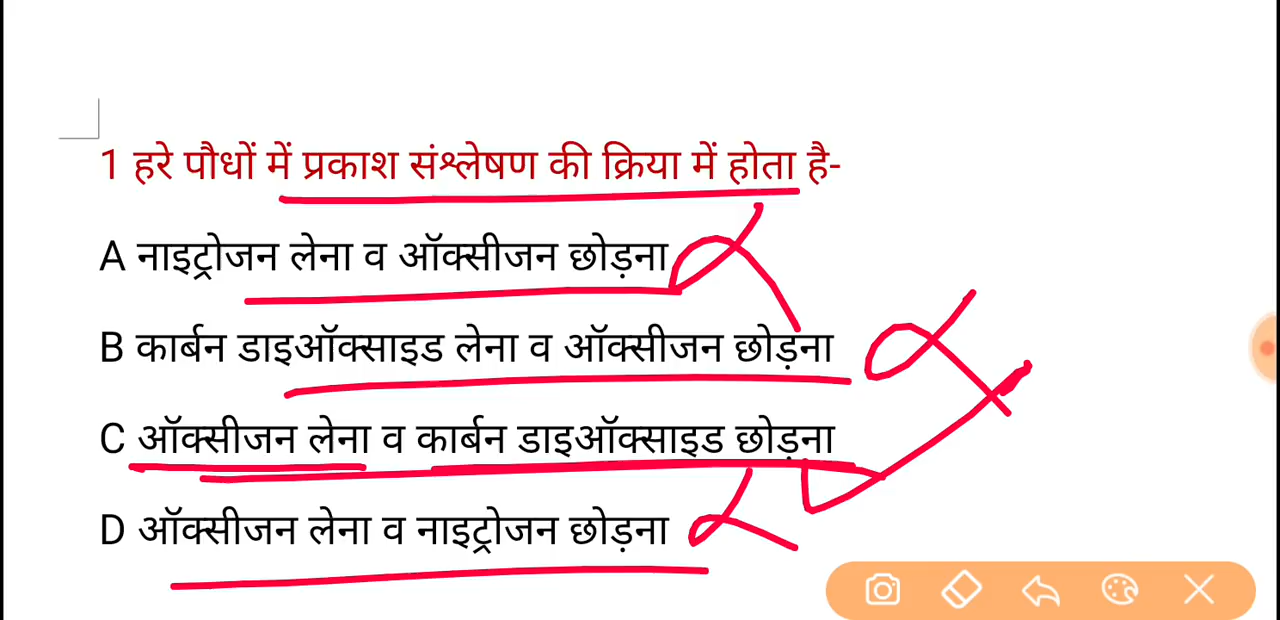 1 हरे पौधों में प्रकाश संश्लेषण की क्रिया में होता है-
A नाइट्रोजन लेना व ऑक्सीजन छोड़ना
B कार्बन डाइऑक्साइड लेना व ऑक्सीजन छोड़ना
C ऑक्सीजन लेना व कार्बन डाइऑक्साइड छोड़ना
D ऑक्सीजन लेना व नाइट्रोजन छोड़ना